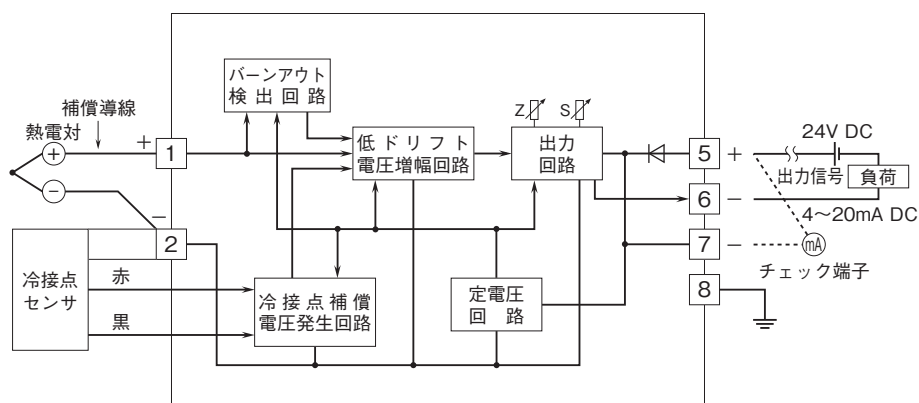 バーンアウト
検出回路
補償導線
熱電対
+
+
−
−
1
2
低ドリフト
電圧増幅回路
Z
S
出力
回路
5
6
7
8
+
−
−
24V DC
出力信号
負荷
4～20mA DC
mA
チェック端子
冷接点
センサ
赤
黒
冷接点補償
電圧発生回路
定電圧
回路